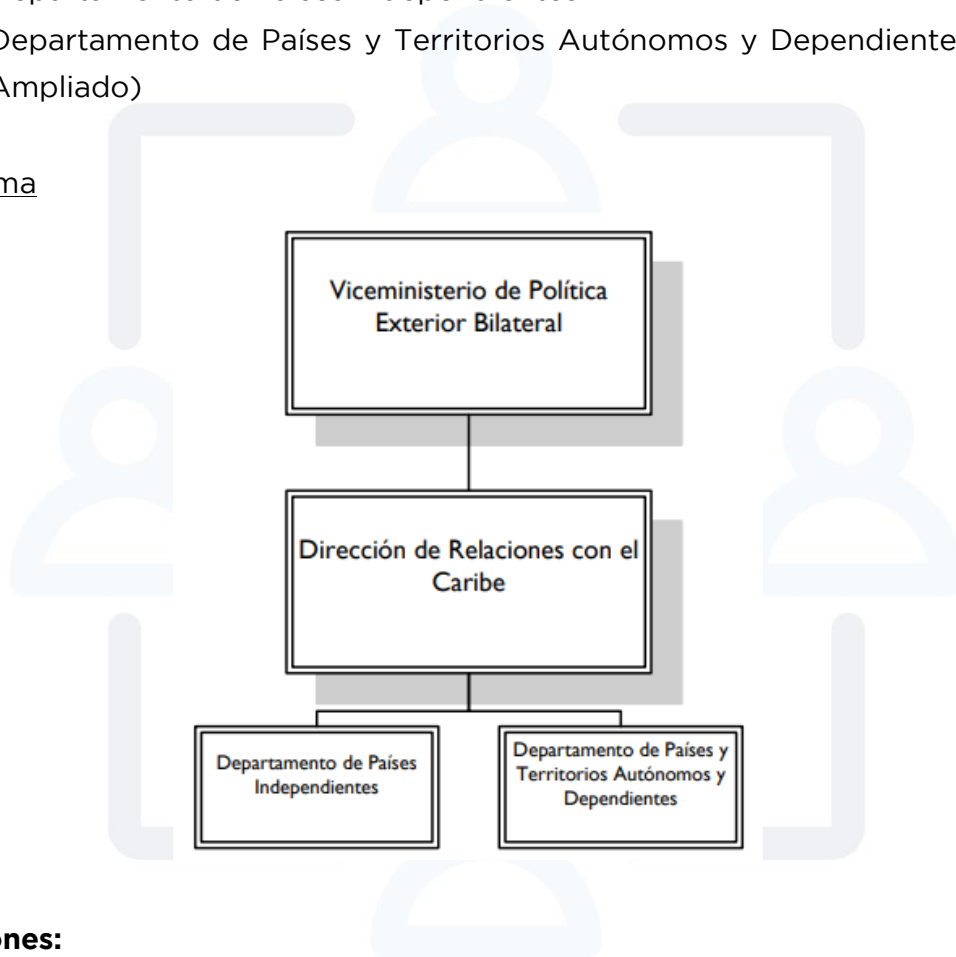 Departamento de Países y Territorios Autónomos y Dependiente
Ampliado)
ma
Viceministerio de Política
Exterior Bilateral
Dirección de Relaciones con el
Caribe
Departamento de Países
Independientes
Departamento de Países y
Territorios Autónomos y
Dependientes
ones: